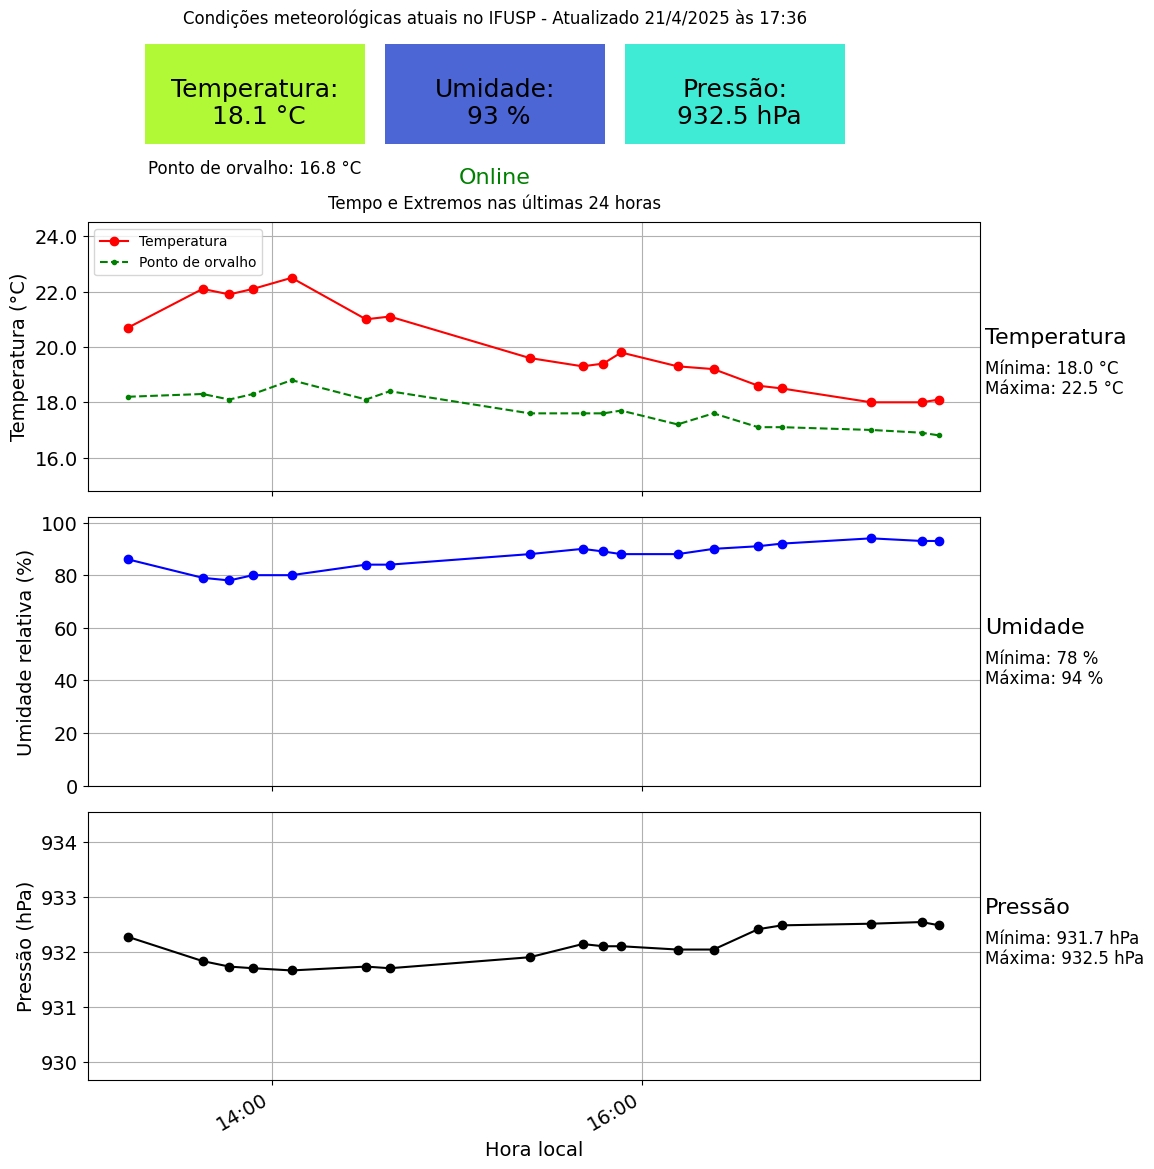 Condições meteorológicas atuais no IFUSP - Atualizado 21/4/2025 às 17:36
Temperatura:
18.1 °C
Umidade:
93 %
Pressão:
932.5 hPa
Ponto de orvalho: 16.8 °C
Online
Tempo e Extremos nas últimas 24 horas
Temperatura (°C)
24.0
22.0
20.0
18.0
16.0
Temperatura
Ponto de orvalho
Temperatura
Mínima: 18.0 °C
Máxima: 22.5 °C
Umidade relativa (%)
100
80
60
40
20
0
Umidade
Mínima: 78 %
Máxima: 94 %
Pressão (hPa)
934
933
932
931
930
Pressão
Mínima: 931.7 hPa
Máxima: 932.5 hPa
14:00
16:00
Hora local